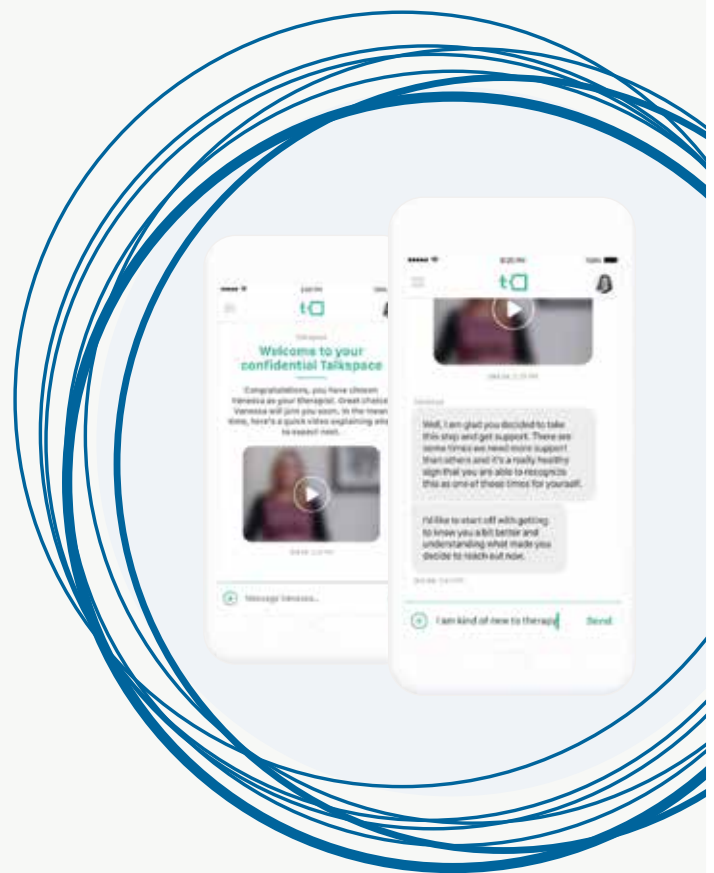 Talkspace
Welcome to your
confidential Talkspace
Congratulations, you have chosen
Vanessa as your therapist. Great choice!
Vanessa will join you soon. In the mean
time, here's a quick video explaining what
to expect next.
Message Vanessa...
Vanessa
Well, I am glad you decided to take
this step and get support. There are
some times we need more support
than others and it's a really healthy
sign that you are able to recognize
this as one of those times for yourself.
I'd like to start off with getting
to know you a bit better and
understanding what made you
decide to reach out now.
I am kind of new to therapy
Send